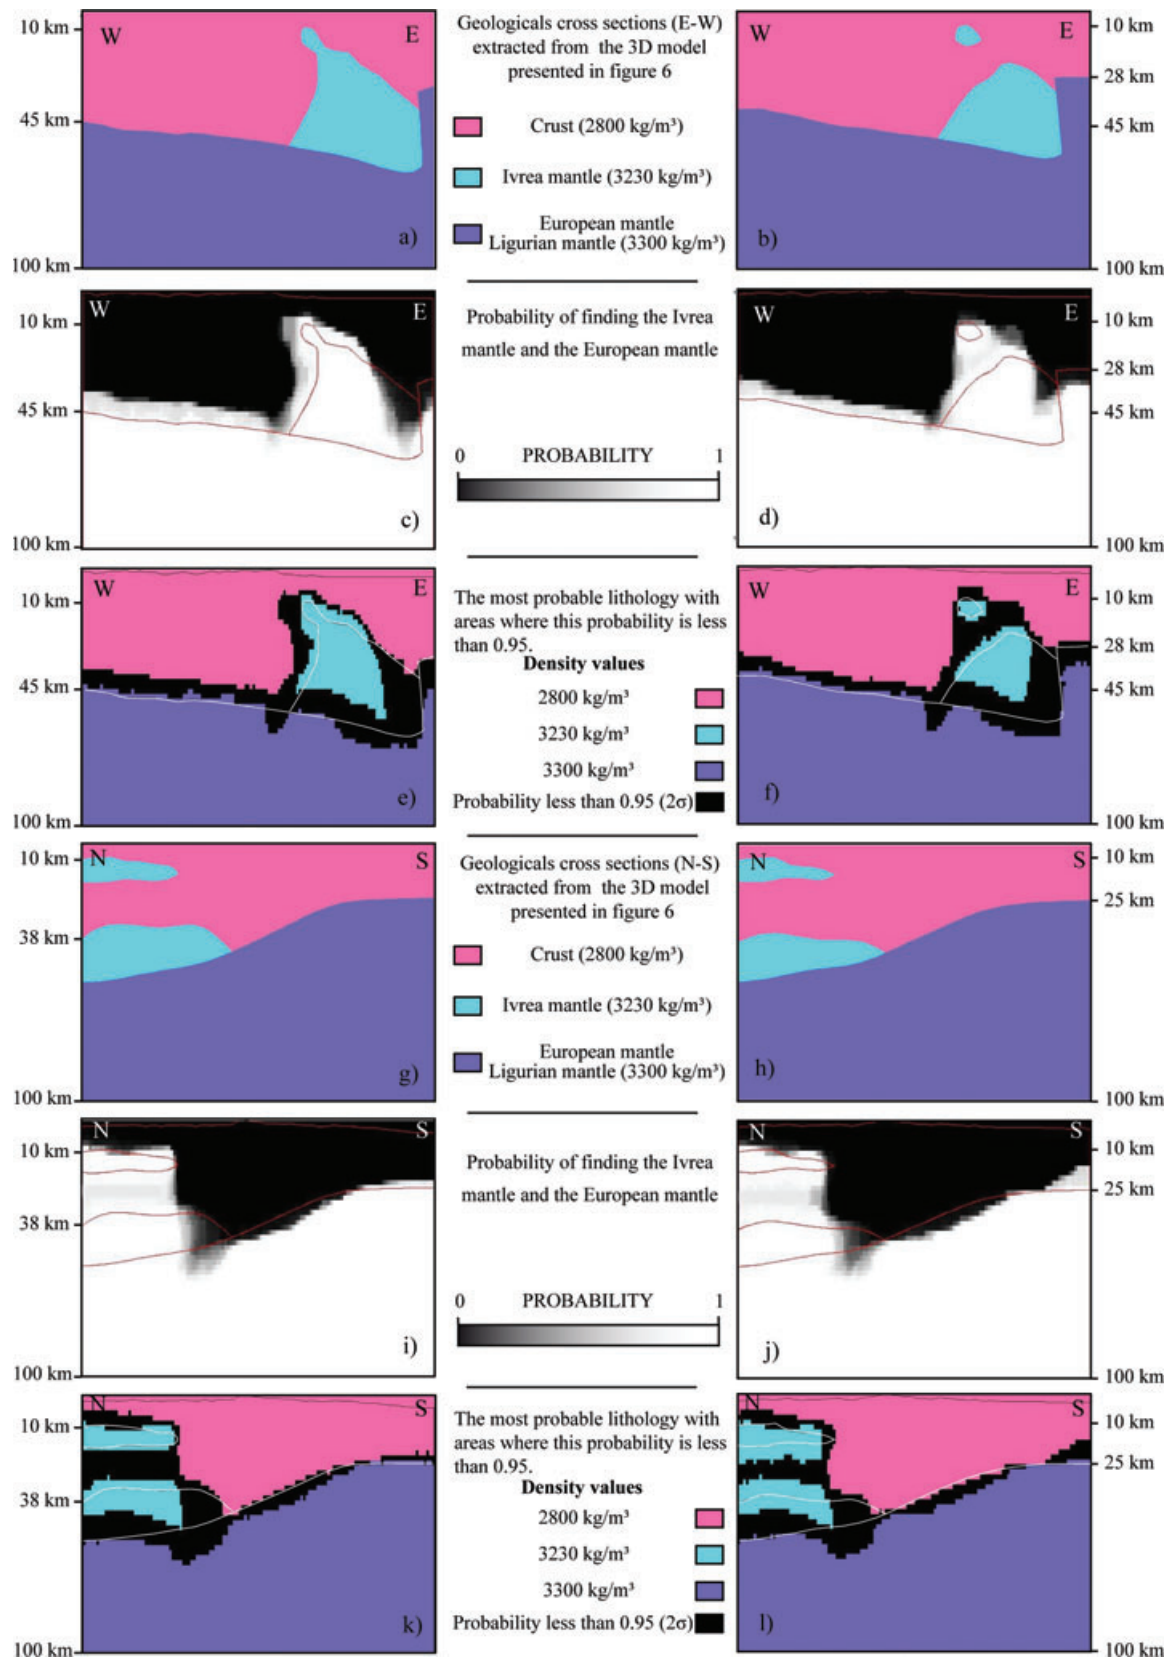 10 km
W
E
45 km
a)
100 km
Geologicals cross sections (E-W)
extracted from the 3D model
presented in figure 6
Crust (2800 kg/m³)
Ivrea mantle (3230 kg/m³)
European mantle
Ligurian mantle (3300 kg/m³)
W
E
10 km
28 km
45 km
b)
100 km
W
E
10 km
45 km
c)
100 km
Probability of finding the Ivrea
mantle and the European mantle
0 PROBABILITY 1
W
E
10 km
28 km
45 km
d)
100 km
W
E
10 km
45 km
e)
100 km
The most probable lithology with
areas where this probability is less
than 0.95.
Density values
2800 kg/m³
3230 kg/m³
3300 kg/m³
Probability less than 0.95 (2σ)
W
E
10 km
28 km
45 km
f)
100 km
10 km
N
S
38 km
g)
100 km
Geologicals cross sections (N-S)
extracted from the 3D model
presented in figure 6
Crust (2800 kg/m³)
Ivrea mantle (3230 kg/m³)
European mantle
Ligurian mantle (3300 kg/m³)
N
S
10 km
25 km
h)
100 km
N
S
10 km
38 km
i)
100 km
Probability of finding the Ivrea
mantle and the European mantle
0 PROBABILITY 1
N
S
10 km
25 km
j)
100 km
N
S
10 km
38 km
k)
100 km
The most probable lithology with
areas where this probability is less
than 0.95.
Density values
2800 kg/m³
3230 kg/m³
3300 kg/m³
Probability less than 0.95 (2σ)
N
S
10 km
25 km
l)
100 km